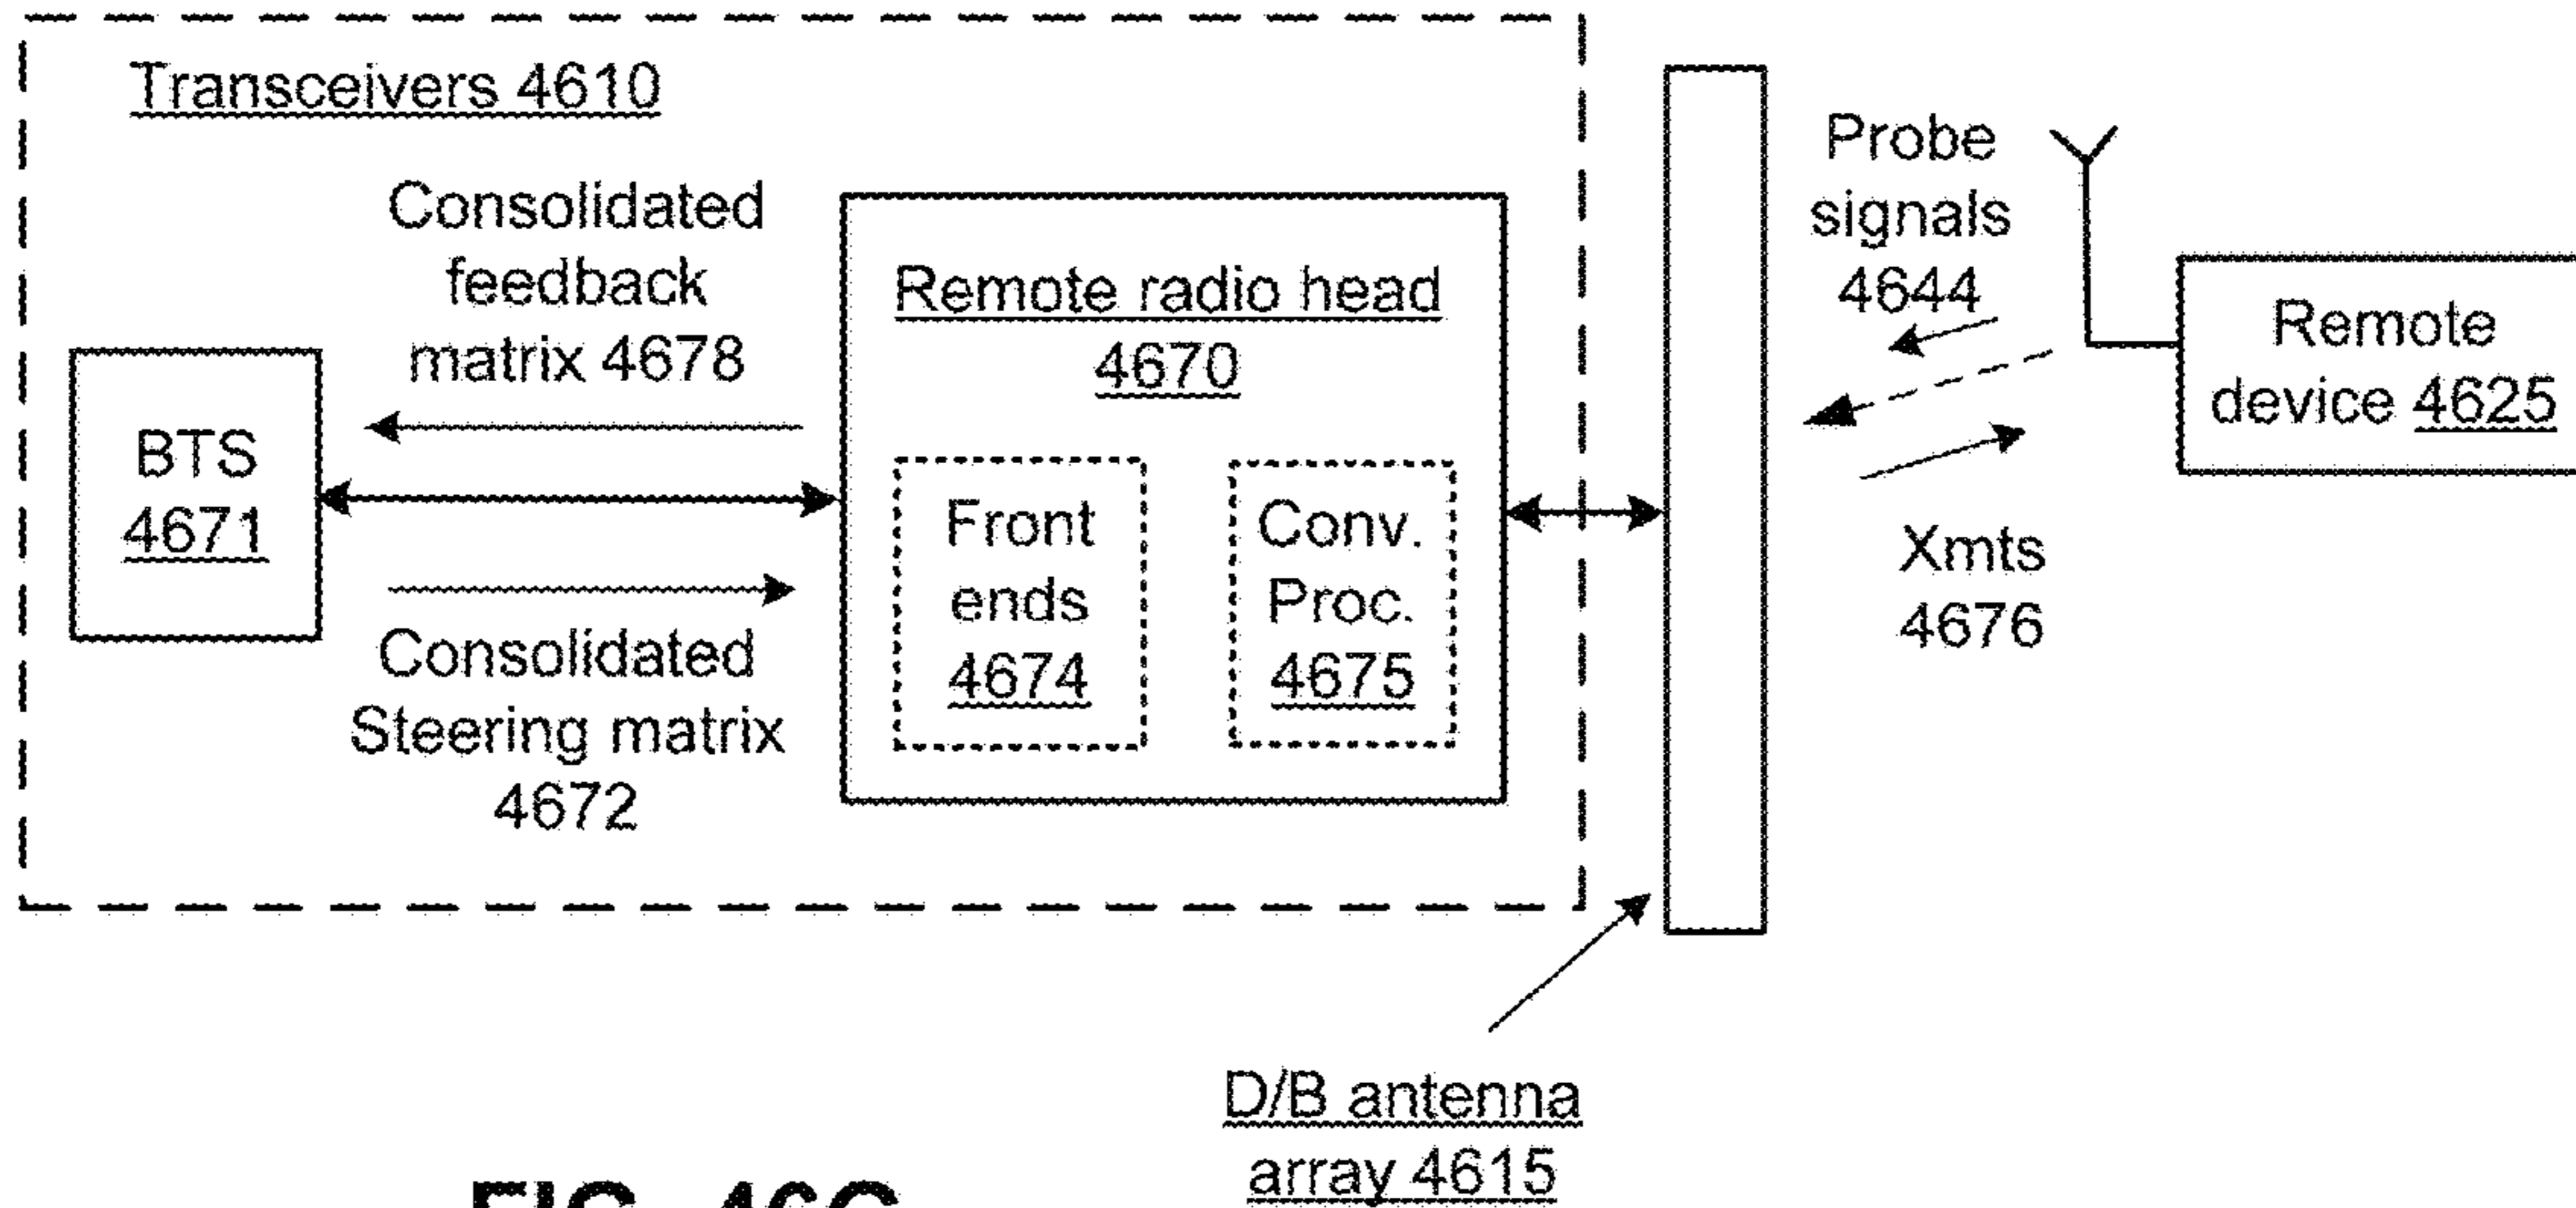 Transceivers 4610
Consolidated
feedback
matrix 4678
BTS
4671
Consolidated
Steering matrix
4672
Remote radio head
4670
Front
ends
4674
Conv.
Proc.
4675
Probe
signals
4644
Xmts
4676
Remote
device 4625
D/B antenna
array 4615